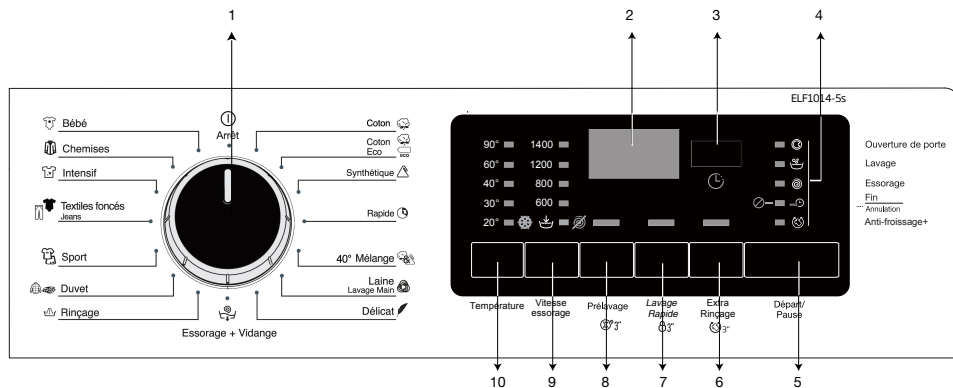 1
2
3
4
ELF1014-5s
Arrêt
Bébé
Chemises
Intensif
Textiles foncés
Jeans
Sport
Duvet
Rinçage
Essorage + Vidange
Coton
Coton
Eco
ECO
Synthétique
Rapide
40° Mélange
Laine
Lavage Main
Délicat
90° 1400
60° 1200
40° 800
30° 600
20°
Ouverture de porte
Lavage
Essorage
Fin
Annulation
Anti-froissage+
Température
Vitesse
essorage
Prélavage
3"
Lavage
Rapide
3"
Extra
Rinçage
3"
Départ/
Pause
10
9
8
7
6
5